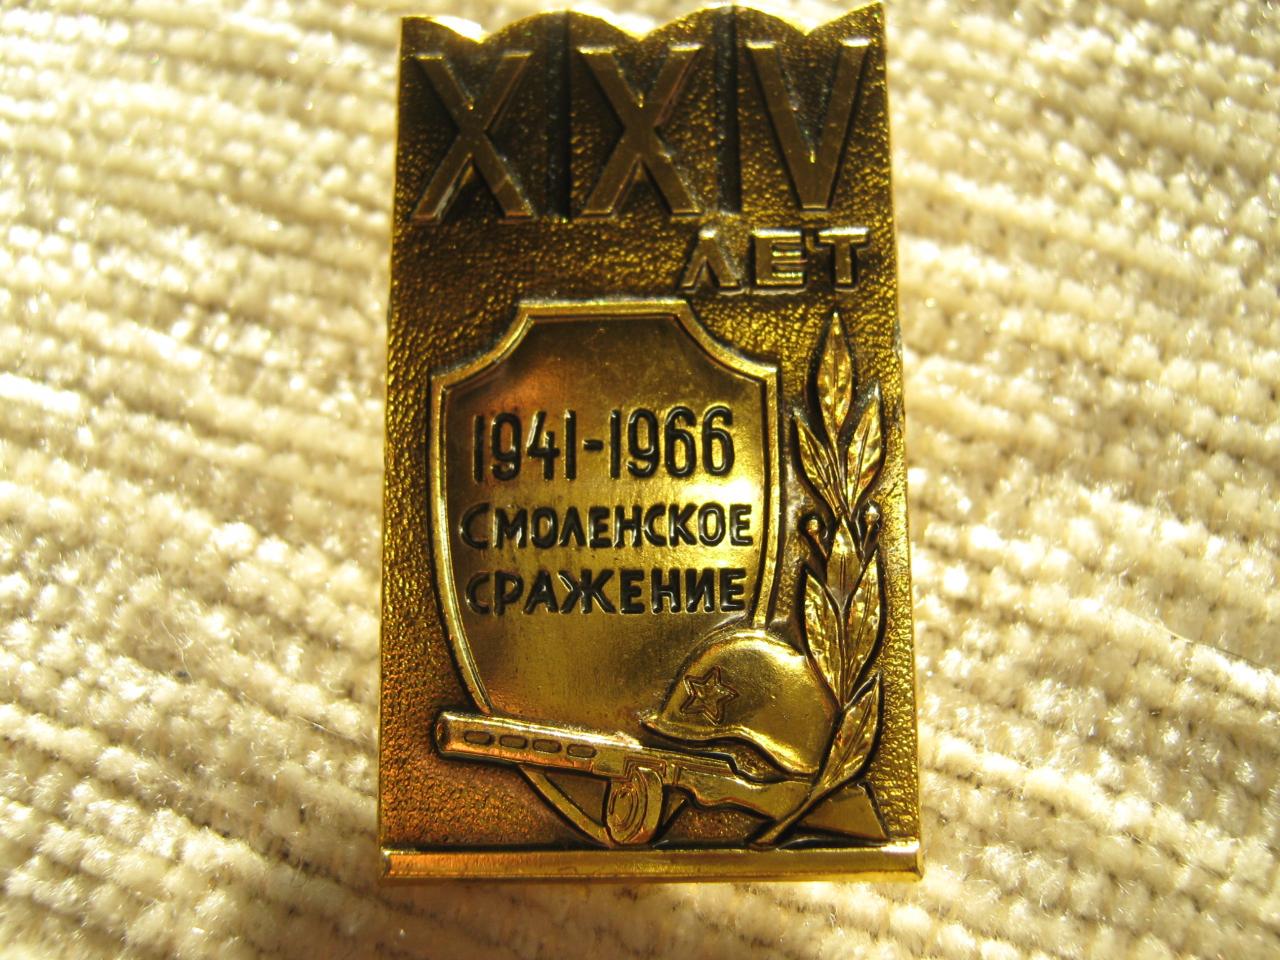 XXV
ЛЕТ
1941-1966
СМОЛЕНСКОЕ
СРАЖЕНИЕ